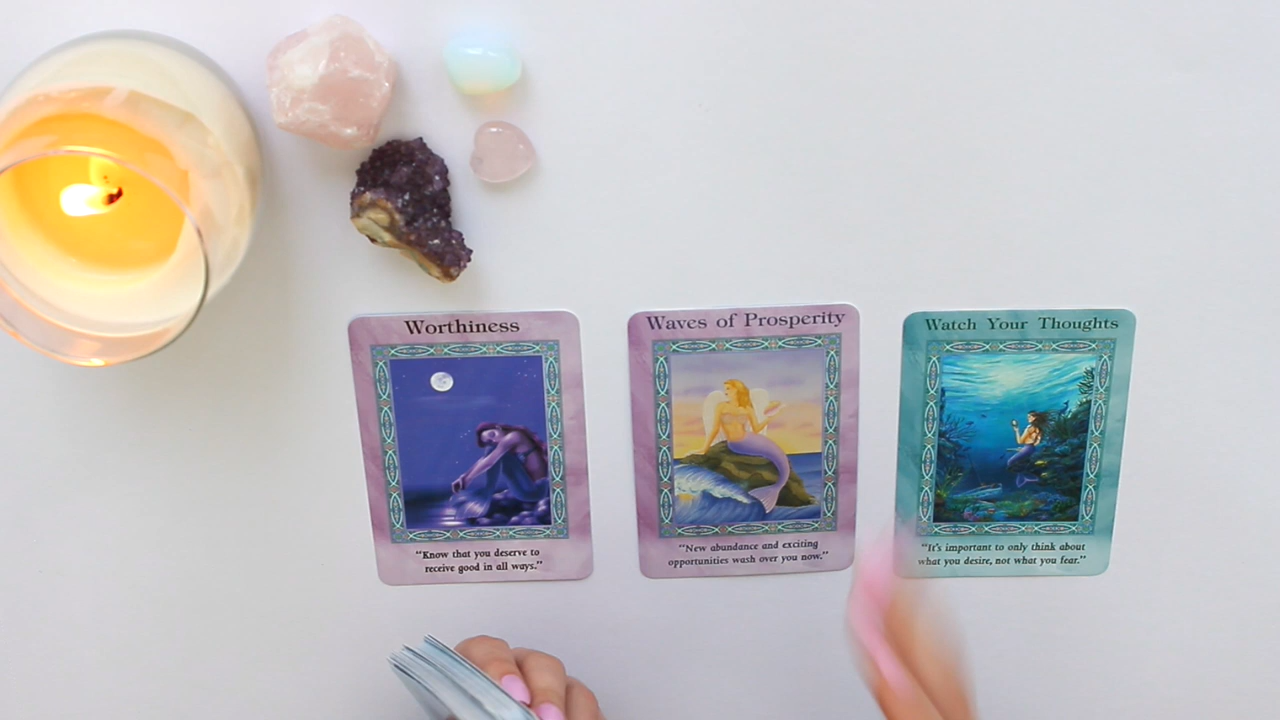 Worthiness
"Know that you deserve to
receive good in all ways."
Waves of Prosperity
"New abundance and exciting
opportunities wash over you now."
Watch Your Thoughts
"It's important to only think about
what you desire, not what you fear."